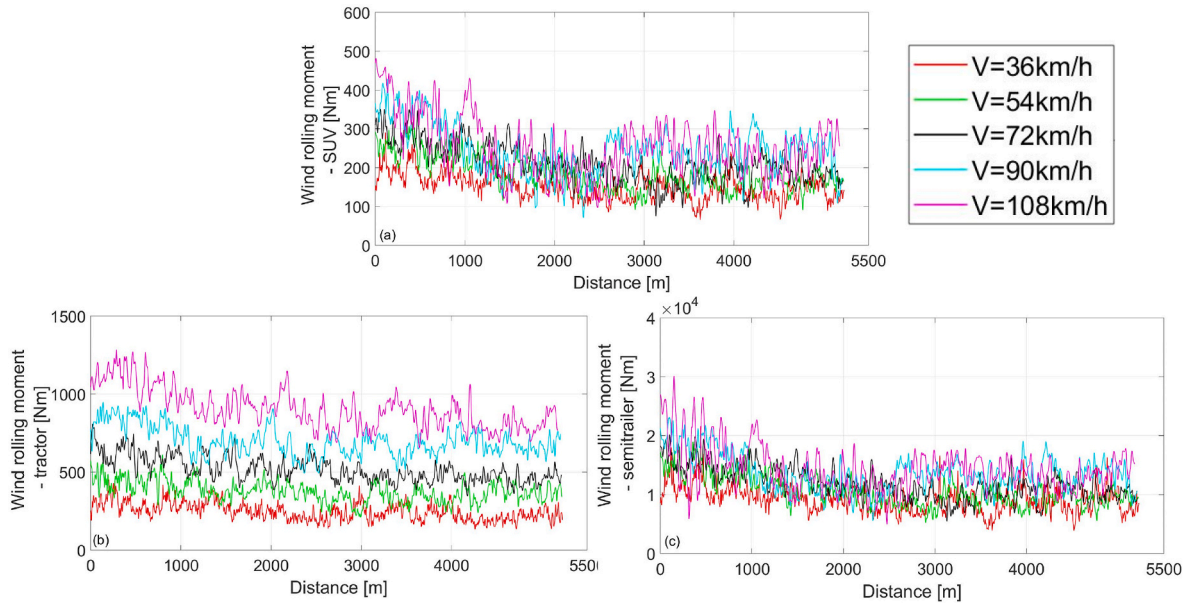 600
500
400
300
200
100
0
Wind rolling moment
- SUV [Nm]
(a)
0
1000
2000
3000
4000
5500
Distance [m]
V=36km/h
V=54km/h
V=72km/h
V=90km/h
V=108km/h
1500
1000
500
0
Wind rolling moment
- tractor [Nm]
(b)
0
1000
2000
3000
4000
5500
Distance [m]
×10⁴
4
3
2
1
0
Wind rolling moment
- semitrailer [Nm]
(c)
0
1000
2000
3000
4000
5500
Distance [m]